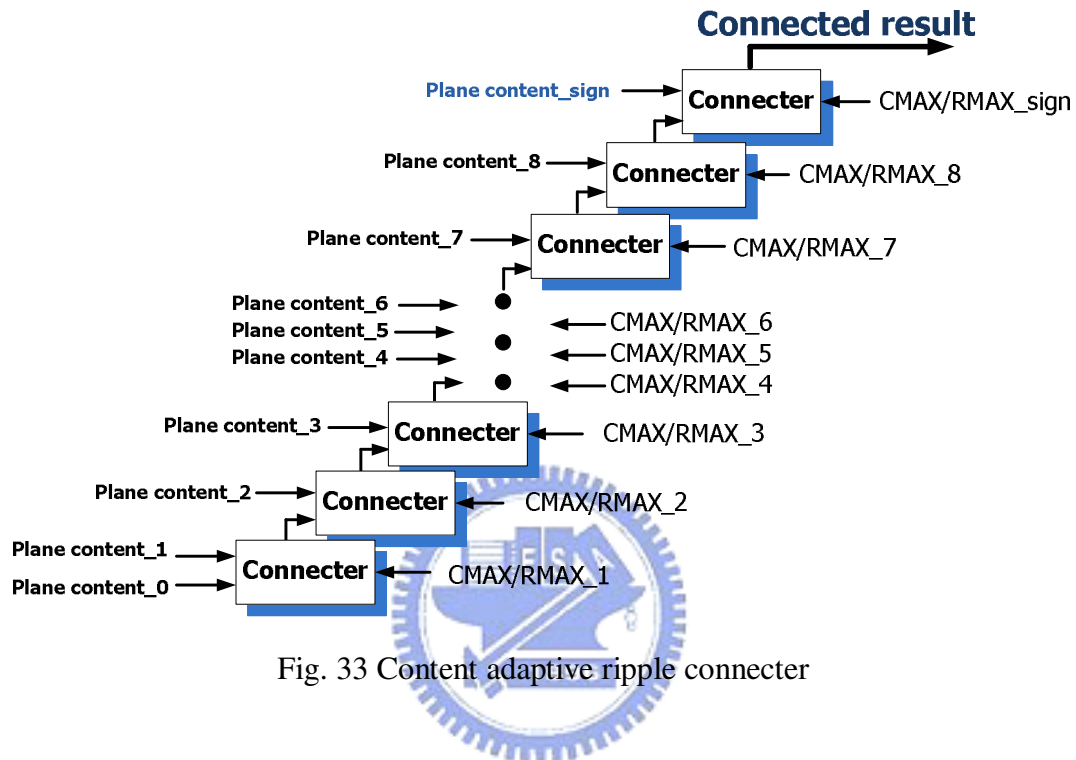 Connected result
Plane content_sign
Connecter
CMAX/RMAX_sign
Plane content_8
Connecter
CMAX/RMAX_8
Plane content_7
Connecter
CMAX/RMAX_7
Plane content_6
CMAX/RMAX_6
Plane content_5
CMAX/RMAX_5
Plane content_4
CMAX/RMAX_4
Plane content_3
Connecter
CMAX/RMAX_3
Plane content_2
Connecter
CMAX/RMAX_2
Plane content_1
Plane content_0
Connecter
CMAX/RMAX_1
Fig. 33 Content adaptive ripple connecter